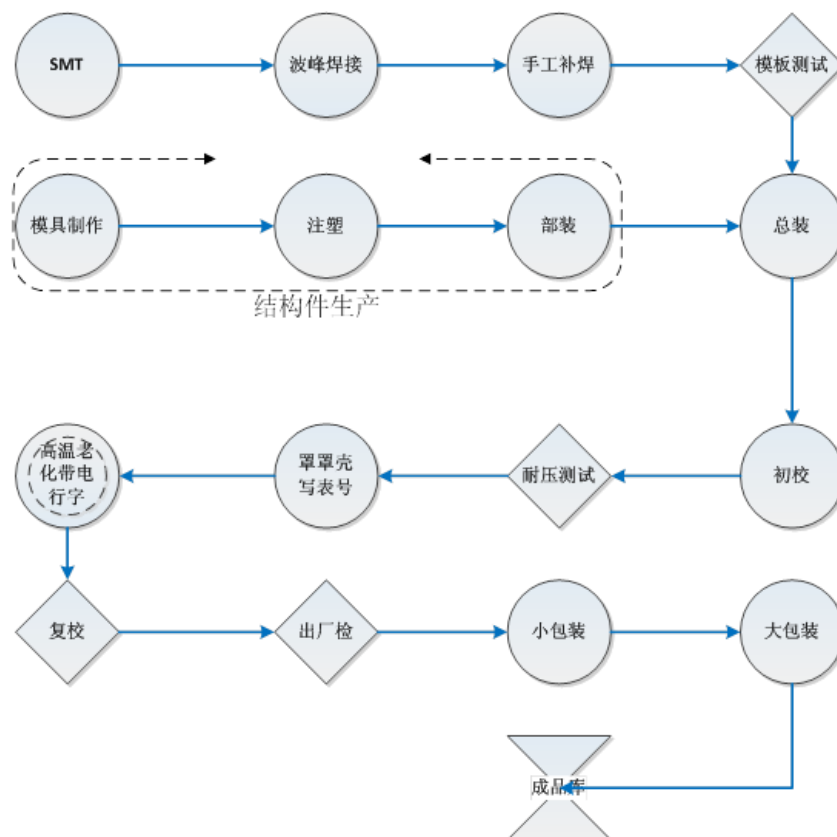 SMT
波峰焊接
手工补焊
模板测试
模具制作
注塑
部装
总装
结构件生产
高温老
化带电
行字
罩罩壳
写表号
耐压测试
初校
复校
出厂检
小包装
大包装
成品库